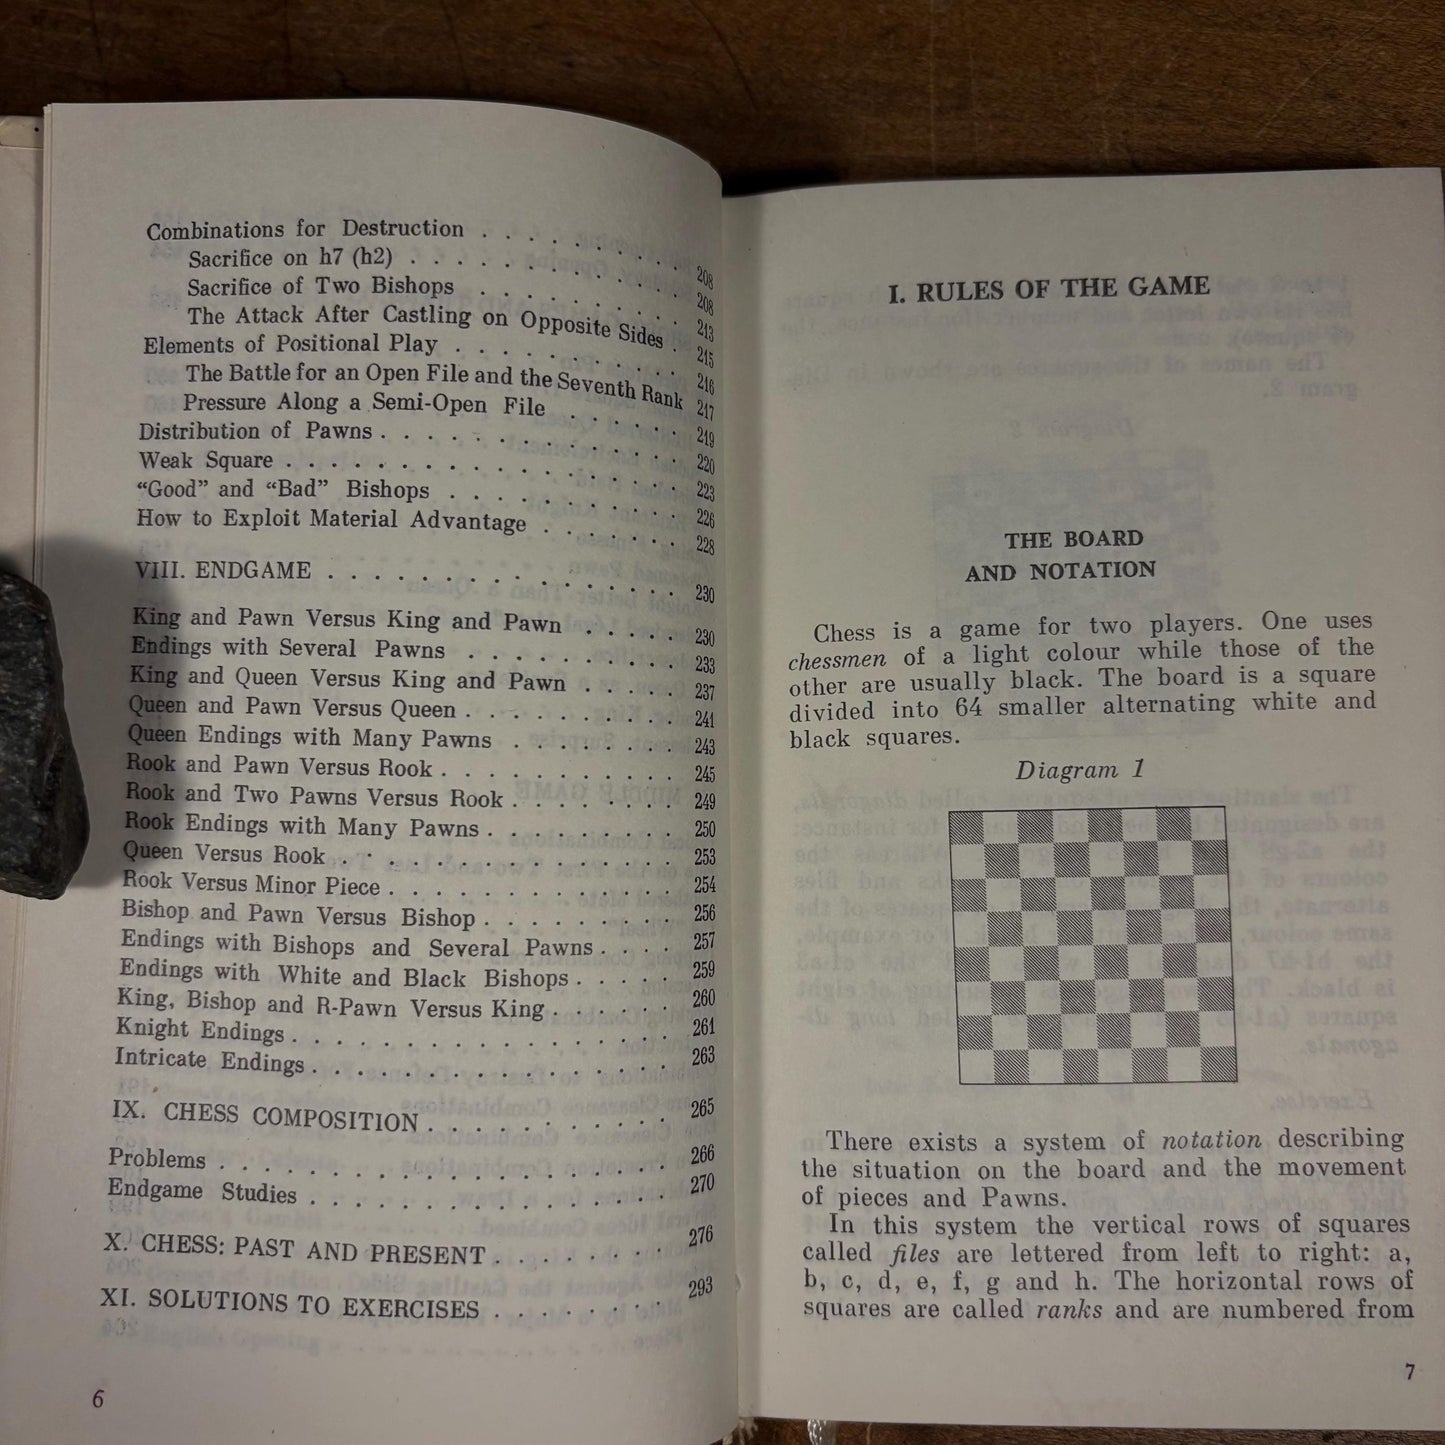 Combinations for Destruction . . . . . . . . 208
Sacrifice on h7 (h2) . . . . . . . . . . . 208
Sacrifice of Two Bishops . . . . . . . . 213
The Attack After Castling on Opposite Sides . 215
Elements of Positional Play . . . . . . . . . 216
The Battle for an Open File and the Seventh Rank 217
Pressure Along a Semi-Open File . . . . . 219
Distribution of Pawns . . . . . . . . . . . 220
Weak Square . . . . . . . . . . . . . . . 223
“Good” and “Bad” Bishops . . . . . . . . . 226
How to Exploit Material Advantage . . . . . . 228
VIII. ENDGAME . . . . . . . . . . . . . . 230
King and Pawn Versus King and Pawn . . . . . 230
Endings with Several Pawns . . . . . . . . . 233
King and Queen Versus King and Pawn . . . . . 237
Queen and Pawn Versus Queen . . . . . . . . . 241
Queen Endings with Many Pawns . . . . . . . 243
Rook and Pawn Versus Rook . . . . . . . . . . 245
Rook and Two Pawns Versus Rook . . . . . . . 249
Rook Endings with Many Pawns . . . . . . . . 250
Queen Versus Rook . . . . . . . . . . . . . 253
Rook Versus Minor Piece . . . . . . . . . . . 254
Bishop and Pawn Versus Bishop . . . . . . . . 256
Endings with Bishops and Several Pawns . . . . 257
Endings with White and Black Bishops . . . . . 259
King, Bishop and R-Pawn Versus King . . . . . . 260
Knight Endings . . . . . . . . . . . . . . 261
Intricate Endings . . . . . . . . . . . . . . 263
IX. CHESS COMPOSITION . . . . . . . . . . . 265
Problems . . . . . . . . . . . . . . . . . 266
Endgame Studies . . . . . . . . . . . . . . 270
X. CHESS: PAST AND PRESENT . . . . . . . . 276
XI. SOLUTIONS TO EXERCISES . . . . . . . . 293
6
I. RULES OF THE GAME
THE BOARD
AND NOTATION
Chess is a game for two players. One uses
chessmen of a light colour while those of the
other are usually black. The board is a square
divided into 64 smaller alternating white and
black squares.
Diagram 1
There exists a system of notation describing
the situation on the board and the movement
of pieces and Pawns.
In this system the vertical rows of squares
called files are lettered from left to right: a,
b, c, d, e, f, g and h. The horizontal rows of
squares are called ranks and are numbered from
7